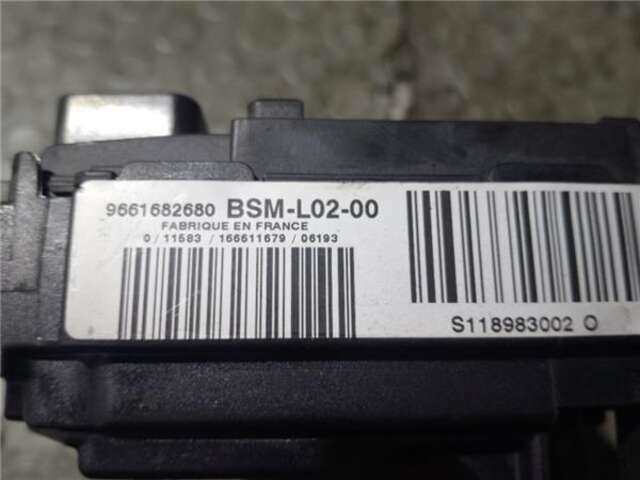 9661682680 BSM-L02-00
FABRIQUE EN FRANCE
0/11583/166611679/06193
S118983002 O